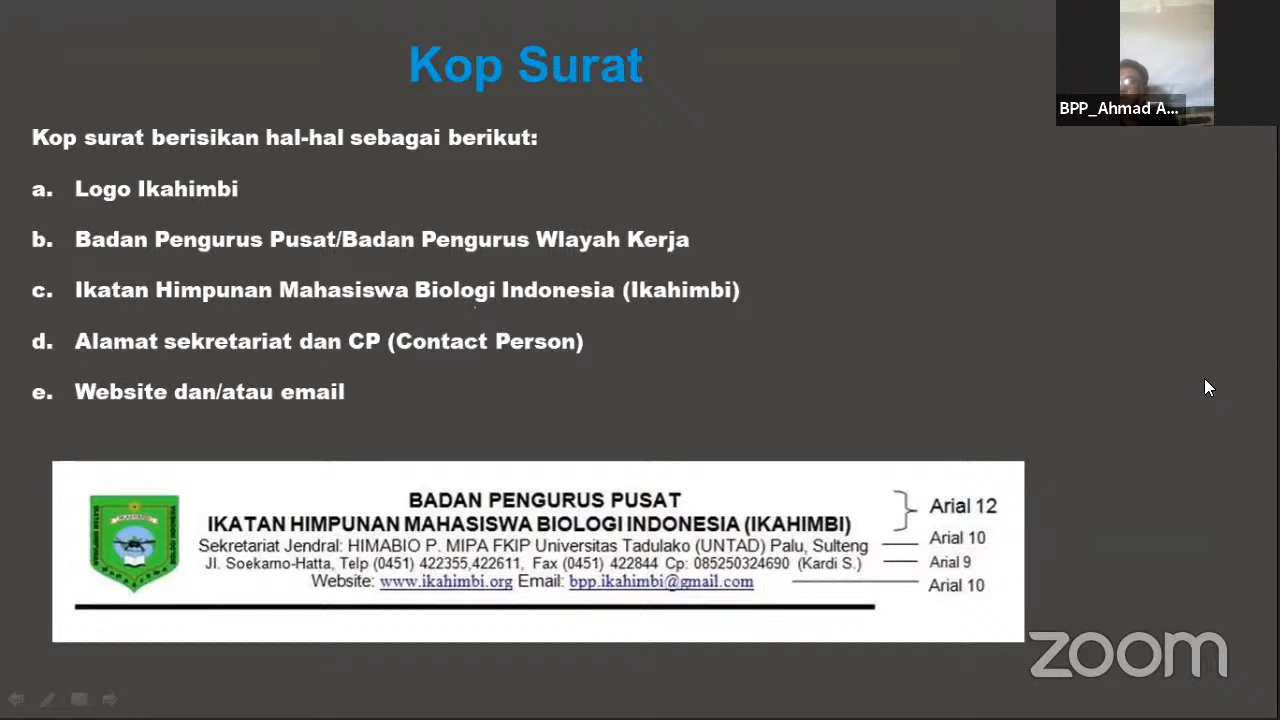 Kop Surat
BPP_Ahmad A...
Kop surat berisikan hal-hal sebagai berikut:
a. Logo Ikahimbi
b. Badan Pengurus Pusat/Badan Pengurus Wlayah Kerja
c. Ikatan Himpunan Mahasiswa Biologi Indonesia (Ikahimbi)
d. Alamat sekretariat dan CP (Contact Person)
e. Website dan/atau email
BADAN PENGURUS PUSAT
IKATAN HIMPUNAN MAHASISWA BIOLOGI INDONESIA (IKAHIMBI)
Arial 12
Sekretariat Jendral: HIMABIO P. MIPA FKIP Universitas Tadulako (UNTAD) Palu, Sulteng
Arial 10
Jl. Soekarno-Hatta, Telp (0451) 422355,422611, Fax (0451) 422844 Cp: 085250324690 (Kardi S.)
Arial 9
Website: www.ikahimbi.org Email: bpp.ikahimbi@gmail.com
Arial 10
zoom